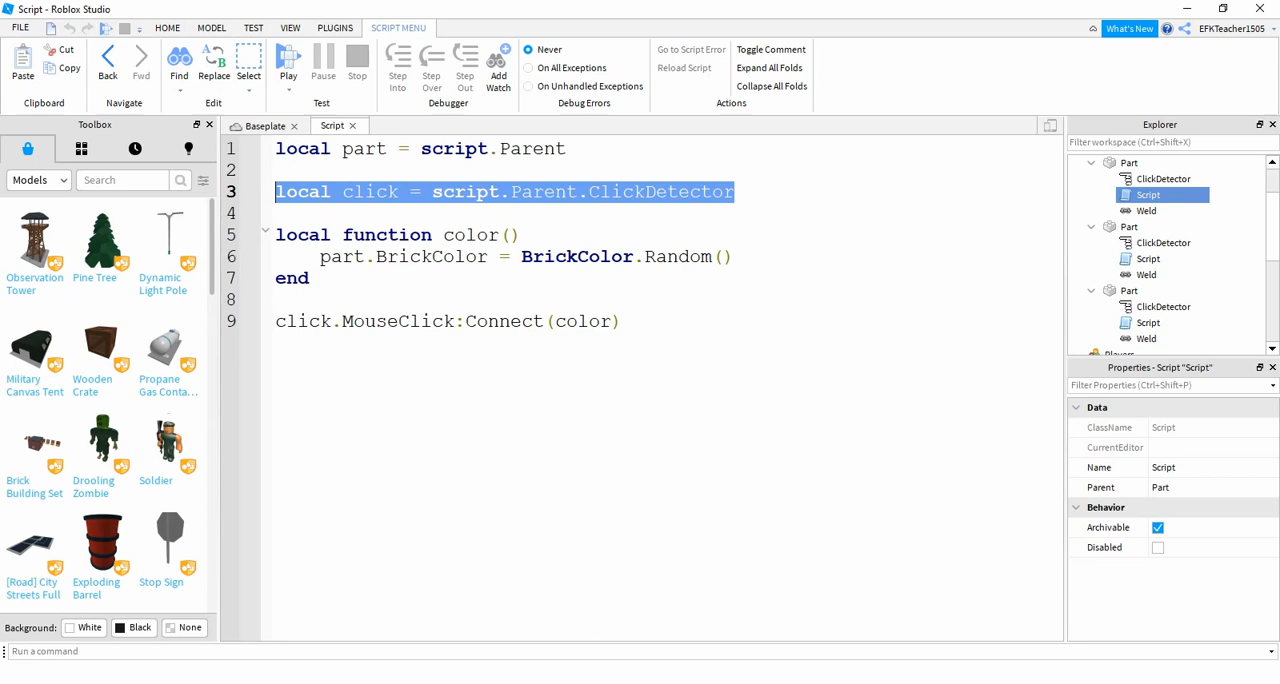 Script - Roblox Studio
FILE HOME MODEL TEST VIEW PLUGINS SCRIPT MENU What's New EFKTeacher1505
Paste Cut Copy
Clipboard
Back Fwd
Navigate
Find Replace Select
Edit
Play Pause Stop
Test
Step Into Step Over Step Out Add Watch
Debugger
Never
On All Exceptions
On Unhandled Exceptions
Debug Errors
Go to Script Error
Reload Script
Toggle Comment
Expand All Folds
Collapse All Folds
Actions
Toolbox
Models Search
Observation Tower
Pine Tree
Dynamic Light Pole
Military Canvas Tent
Wooden Crate
Propane Gas Conta...
Brick Building Set
Drooling Zombie
Soldier
[Road] City Streets Full
Exploding Barrel
Stop Sign
Background: White Black None
Baseplate Script
1 local part = script.Parent
2
3 local click = script.Parent.ClickDetector
4
5 local function color()
6 part.BrickColor = BrickColor.Random()
7 end
8
9 click.MouseClick:Connect(color)
Explorer
Filter workspace (Ctrl+Shift+X)
Part
ClickDetector
Script
Weld
Part
ClickDetector
Script
Weld
Part
ClickDetector
Script
Weld
Players
Properties - Script "Script"
Filter Properties (Ctrl+Shift+P)
Data
ClassName Script
CurrentEditor
Name Script
Parent Part
Behavior
Archivable
Disabled
Run a command